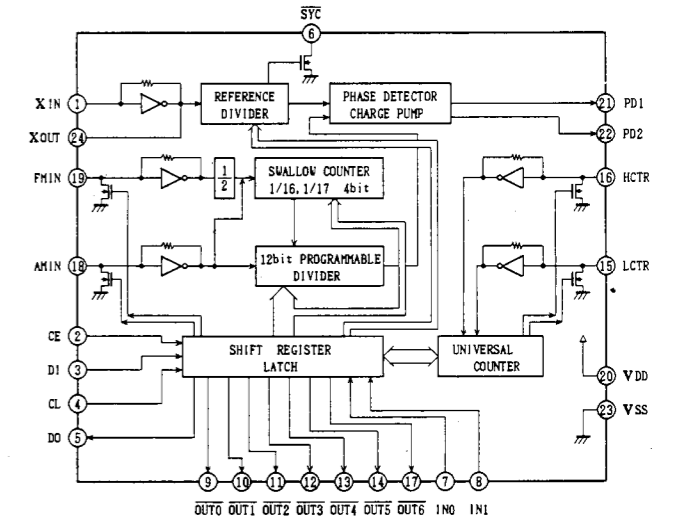 SYC
6
XIN 1
REFERENCE
DIVIDER
PHASE DETECTOR
CHARGE PUMP
21 PD1
XOUT 24
22 PD2
FMIN 19
1
2
SWALLOW COUNTER
1/16, 1/17 4bit
16 HCTR
AMIN 18
12bit PROGRAMMABLE
DIVIDER
15 LCTR
CE 2
DI 3
SHIFT REGISTER
LATCH
UNIVERSAL
COUNTER
20 VDD
CL 4
23 VSS
DO 5
9 10 11 12 13 14 17 7 8
OUT0 OUT1 OUT2 OUT3 OUT4 OUT5 OUT6 IN0 IN1